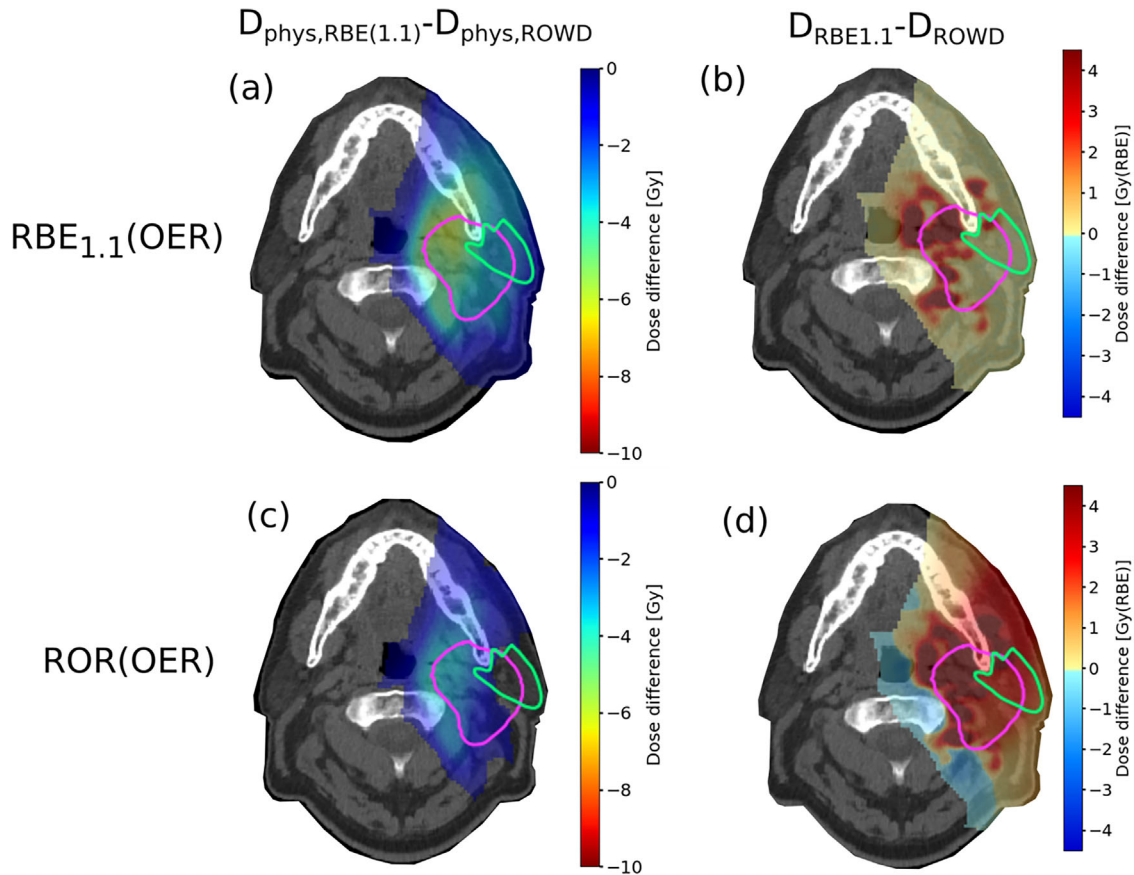 D_phys,RBE(1.1)-D_phys,ROWD
D_RBE1.1-D_ROWD
(a)
0
−2
−4
−6
−8
−10
Dose difference [Gy]
(b)
4
3
2
1
0
−1
−2
−3
−4
Dose difference [Gy(RBE)]
RBE_1.1(OER)
(c)
0
−2
−4
−6
−8
−10
Dose difference [Gy]
(d)
4
3
2
1
0
−1
−2
−3
−4
Dose difference [Gy(RBE)]
ROR(OER)